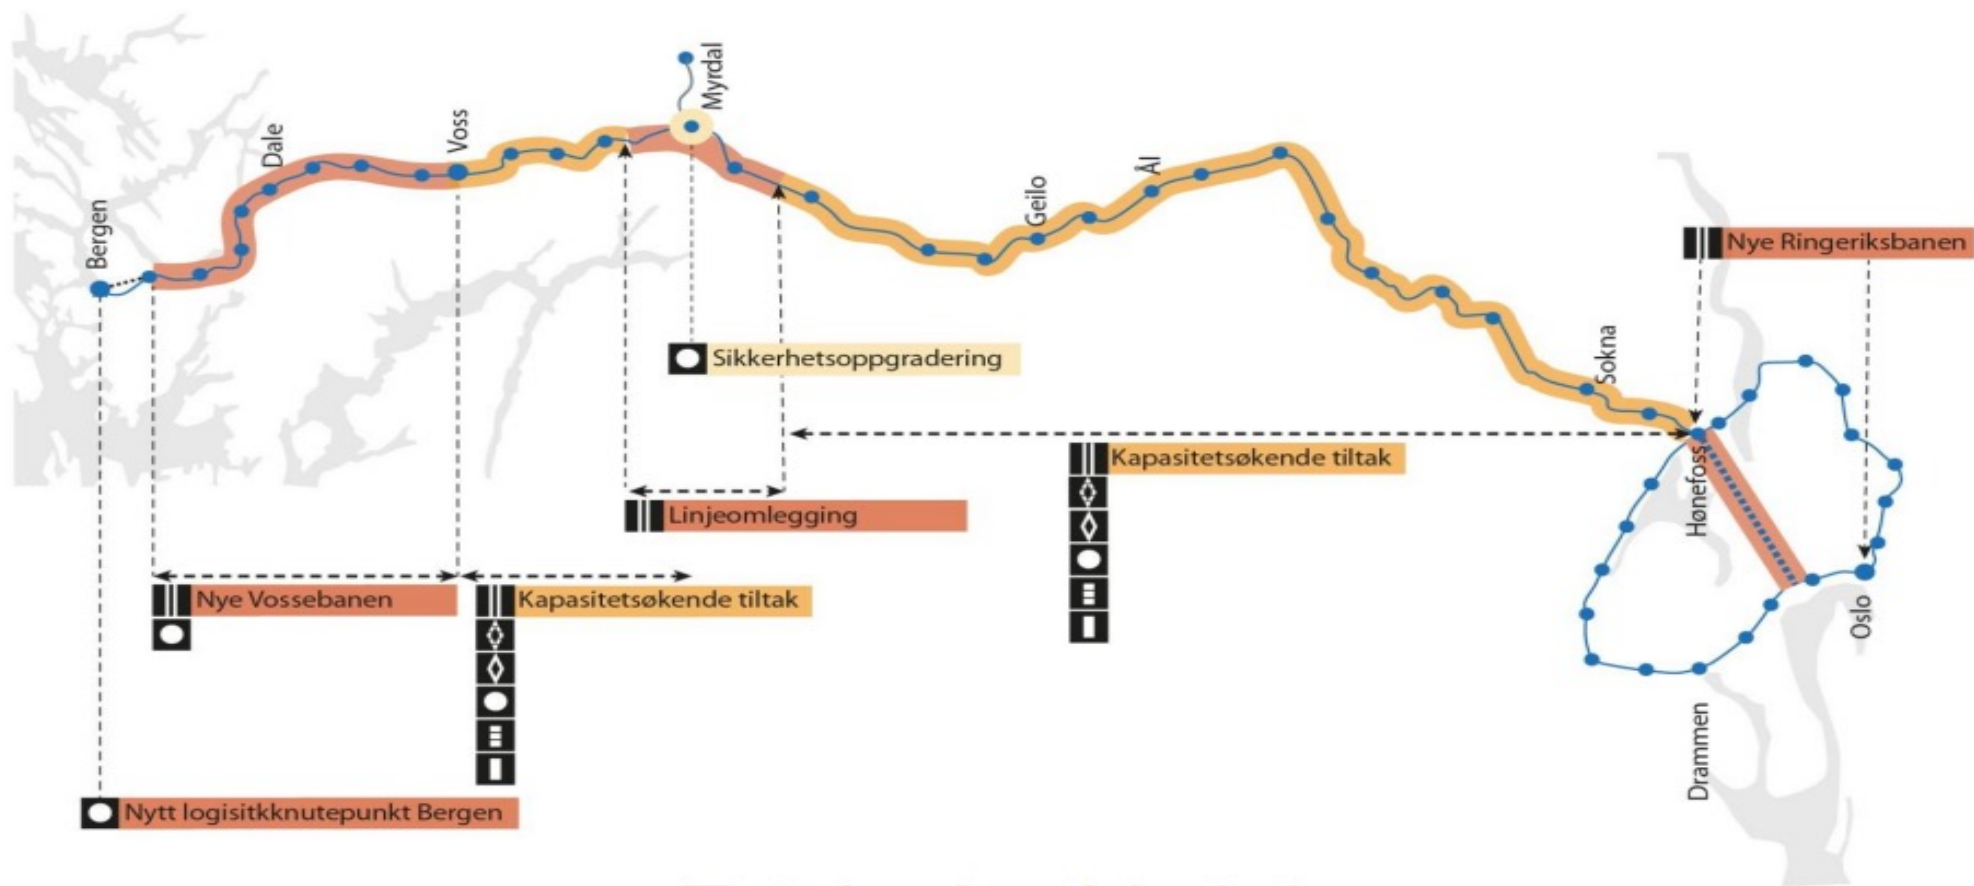 Bergen
Dale
Voss
Myrdal
Geilo
Ål
Sokna
Hønefoss
Oslo
Drammen
Nye Ringeriksbanen
Sikkerhetsoppgradering
Kapasitetsøkende tiltak
Linjeomlegging
Nye Vossebanen
Kapasitetsøkende tiltak
Nytt logisitkknutepunkt Bergen